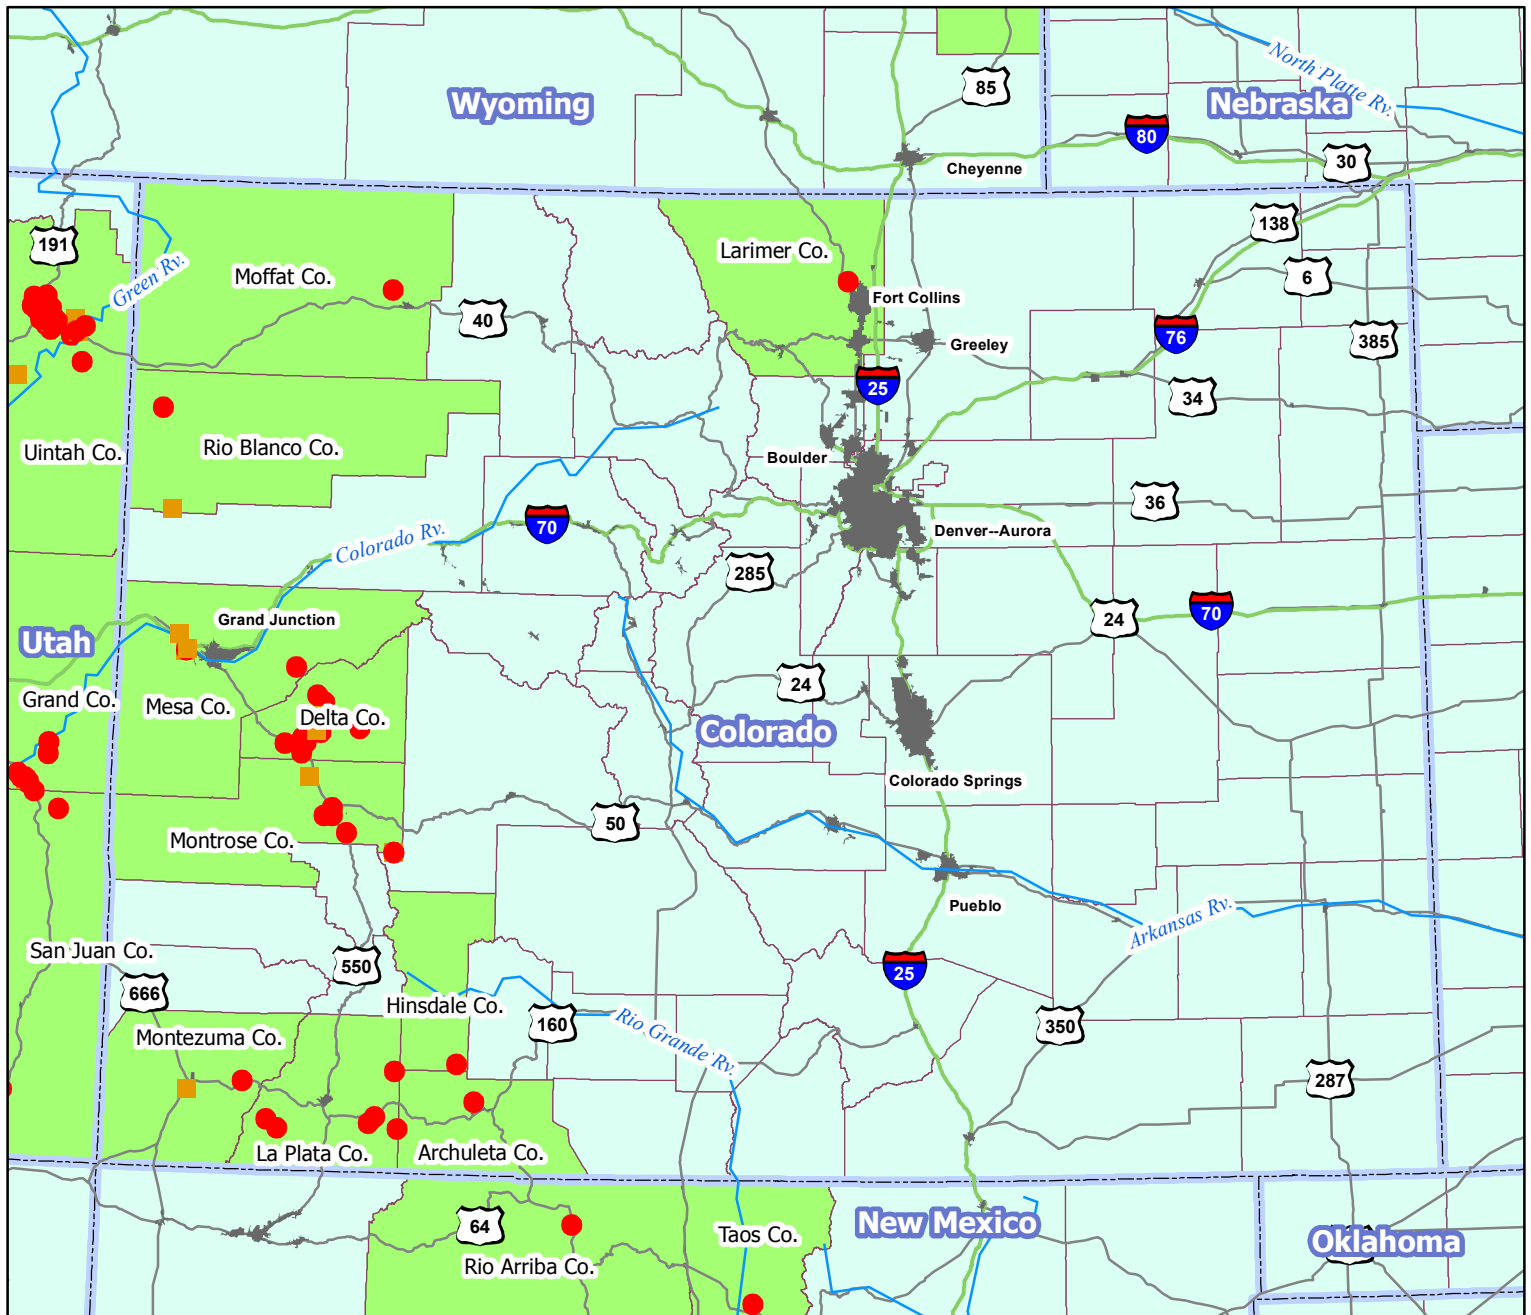 North Platte Rv.
85
Wyoming
Nebraska
80
30
Cheyenne
138
191
Larimer Co.
Green Rv.
Moffat Co.
6
Fort Collins
40
76
385
Greeley
25
34
Uintah Co.
Rio Blanco Co.
Boulder
36
70
Denver--Aurora
Colorado Rv.
285
Grand Junction
24
70
Utah
24
Grand Co.
Mesa Co.
Delta Co.
Colorado
Colorado Springs
50
Montrose Co.
Pueblo
Arkansas Rv.
San Juan Co.
550
25
666
Hinsdale Co.
160
Rio Grande Rv.
350
Montezuma Co.
287
La Plata Co.
Archuleta Co.
64
Taos Co.
New Mexico
Oklahoma
Rio Arriba Co.